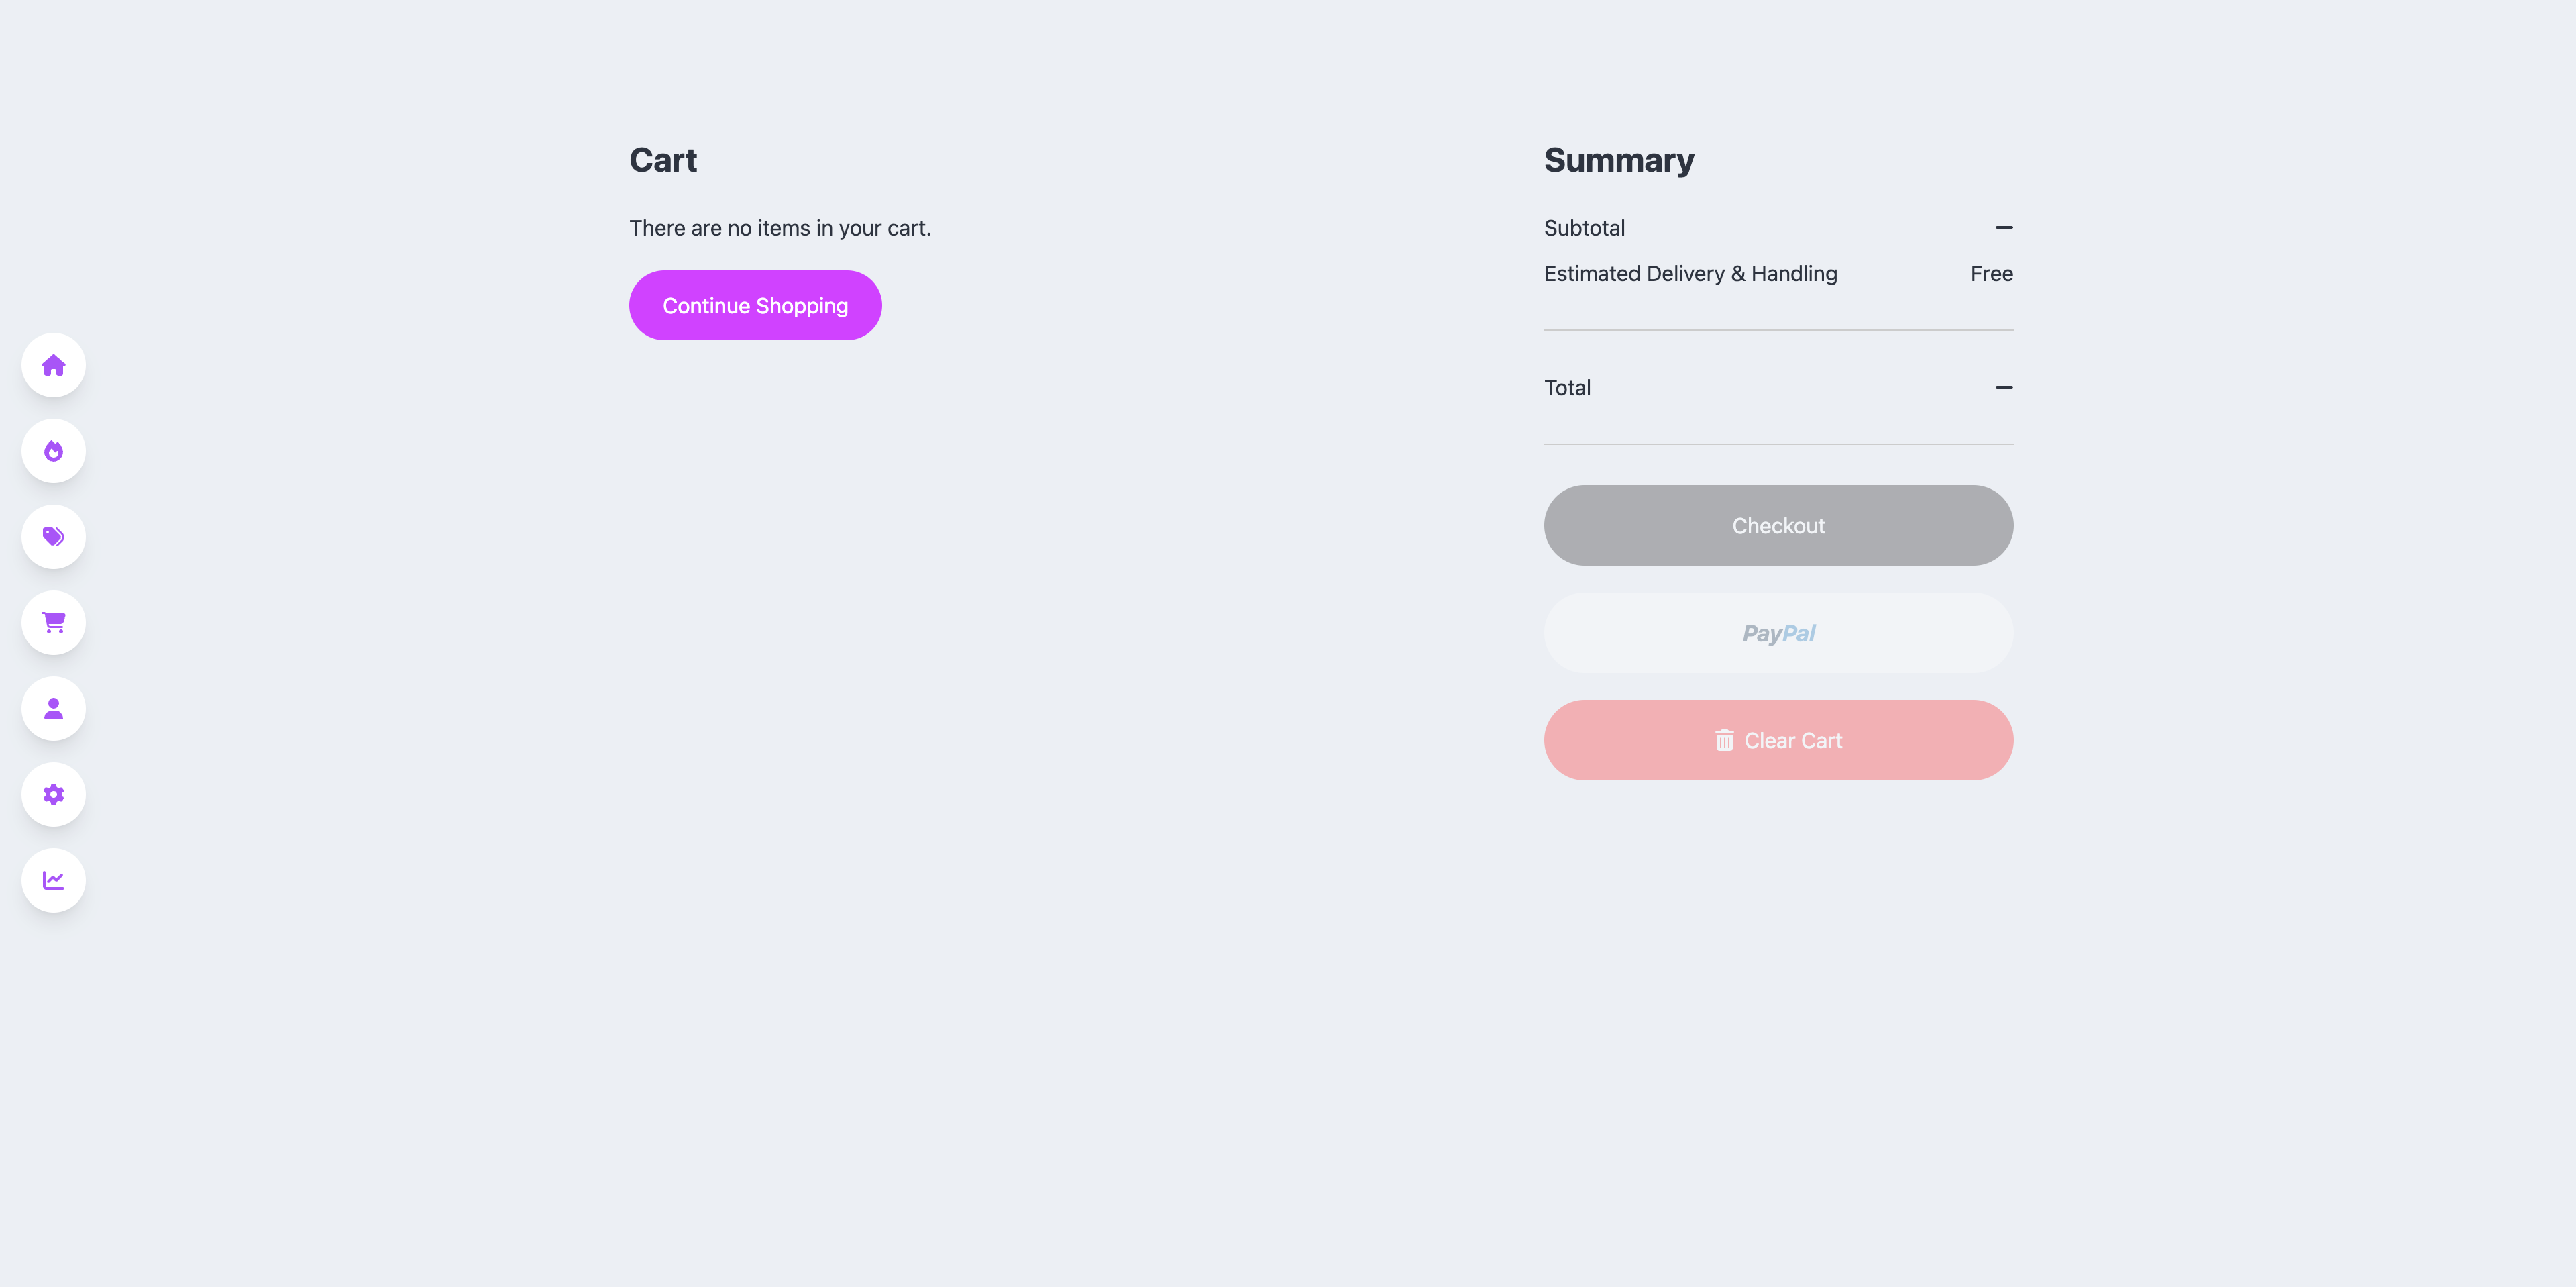 Cart
There are no items in your cart.
Continue Shopping
Summary
Subtotal —
Estimated Delivery & Handling Free
Total —
Checkout
PayPal
Clear Cart